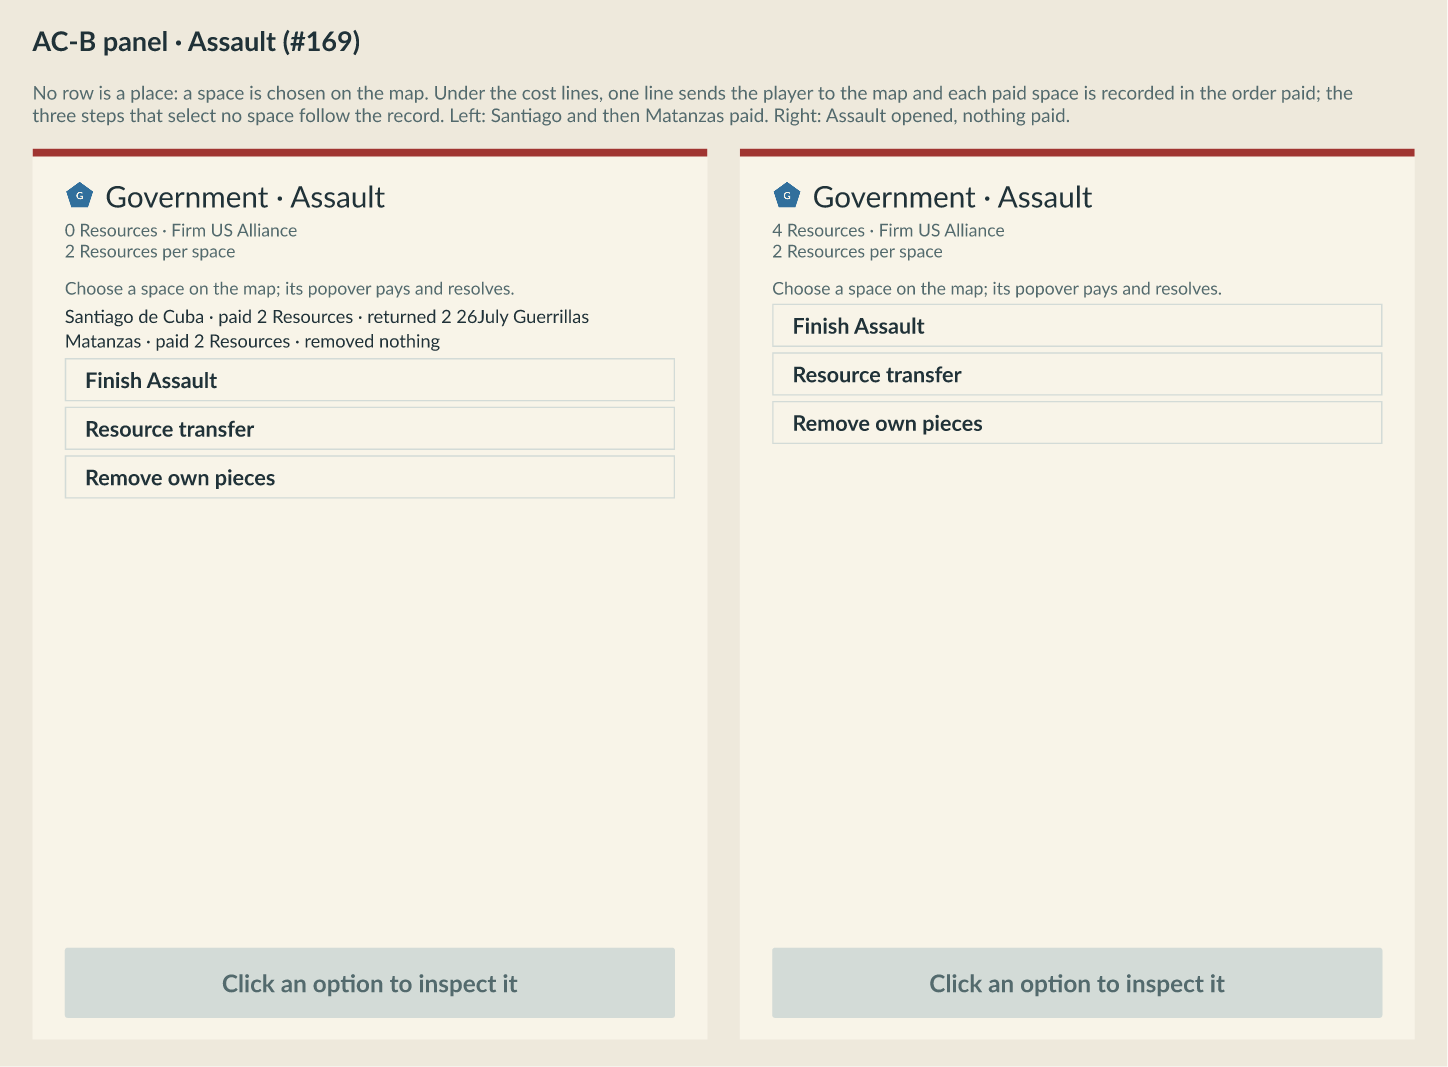 AC-B panel · Assault (#169)
No row is a place: a space is chosen on the map. Under the cost lines, one line sends the player to the map and each paid space is recorded in the order paid; the
three steps that select no space follow the record. Left: Santiago and then Matanzas paid. Right: Assault opened, nothing paid.
G Government · Assault
0 Resources · Firm US Alliance
2 Resources per space
Choose a space on the map; its popover pays and resolves.
Santiago de Cuba · paid 2 Resources · returned 2 26July Guerrillas
Matanzas · paid 2 Resources · removed nothing
Finish Assault
Resource transfer
Remove own pieces
Click an option to inspect it
G Government · Assault
4 Resources · Firm US Alliance
2 Resources per space
Choose a space on the map; its popover pays and resolves.
Finish Assault
Resource transfer
Remove own pieces
Click an option to inspect it